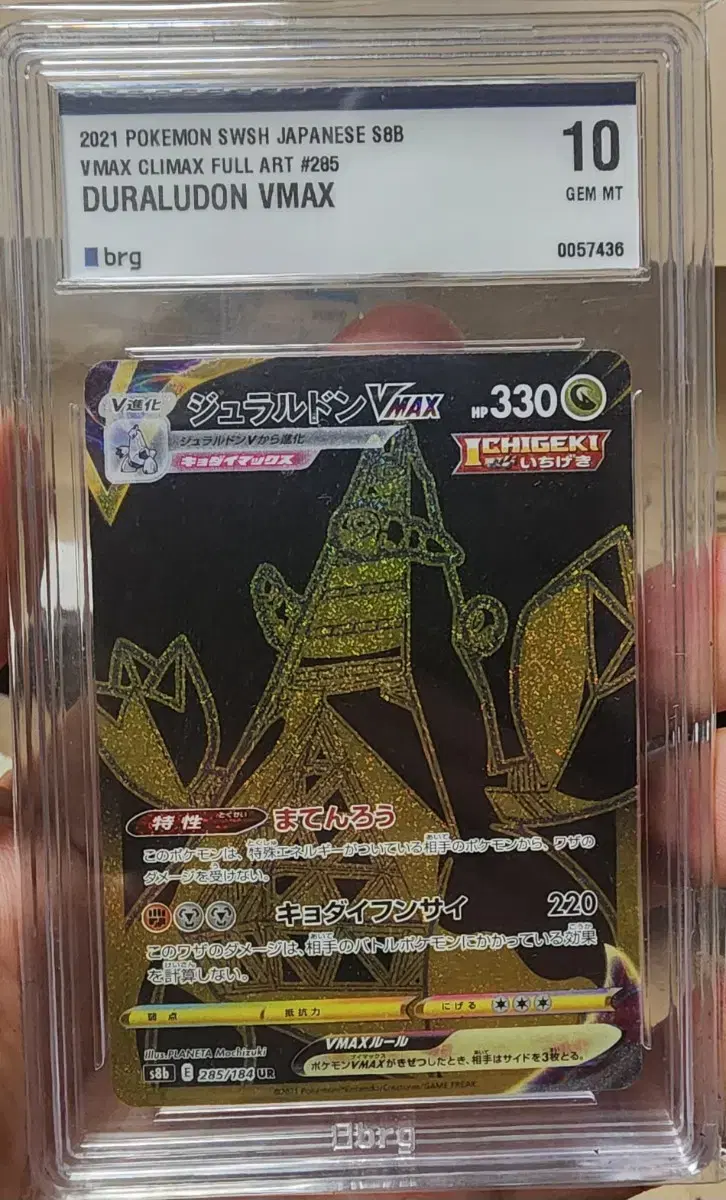 2021 POKEMON SWSH JAPANESE S8B
VMAX CLIMAX FULL ART #285
DURALUDON VMAX
10
GEM MT
brg
0057436
V進化
ジュラルドンVMAX
HP330
ジュラルドンVから進化
キョダイマックス
ICHIGEKI
いちげき
特性 まてんろう
このポケモンは、特殊エネルギーがついている相手のポケモンから、ワザの
ダメージを受けない。
キョダイフンサイ 220
このワザのダメージは、相手のバトルポケモンにかかっている効果
を計算しない。
弱点 抵抗力 にげる
Illus. PLANETA Mochizuki
VMAXルール
ポケモンVMAXがきぜつしたとき、相手はサイドを3枚とる。
s8b E 285/184 UR
©2021 Pokémon/Nintendo/Creatures/GAME FREAK
brg